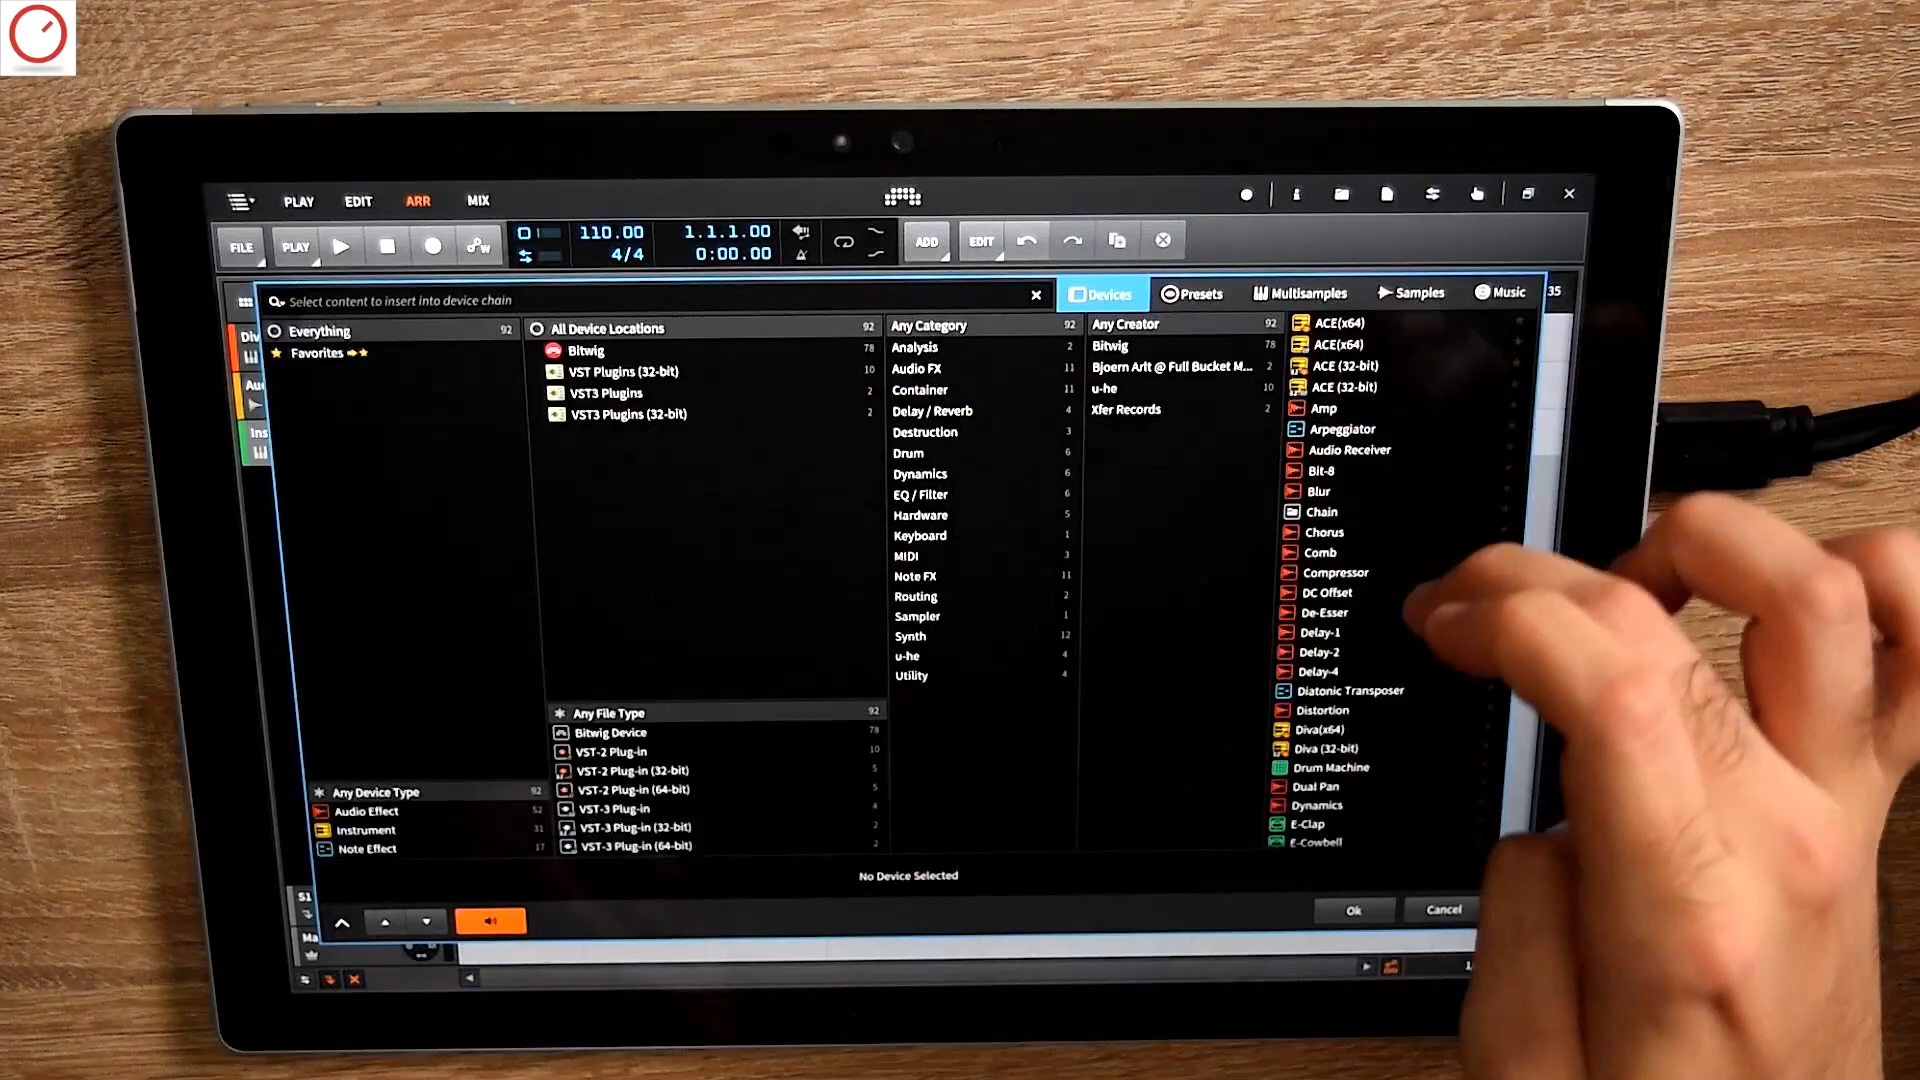 PLAY EDIT ARR MIX
FILE PLAY 110.00 1.1.1.00 ADD EDIT
4/4 0:00.00
Select content to insert into device chain
Devices Presets Multisamples Samples Music 35
Everything 92
Favorites
Any Device Type 92
Audio Effect 52
Instrument 31
Note Effect 17
All Device Locations 92
Bitwig 78
VST Plugins (32-bit) 10
VST3 Plugins 2
VST3 Plugins (32-bit) 2
Any File Type 92
Bitwig Device 78
VST-2 Plug-in 10
VST-2 Plug-in (32-bit) 5
VST-2 Plug-in (64-bit) 5
VST-3 Plug-in 4
VST-3 Plug-in (32-bit) 2
VST-3 Plug-in (64-bit) 2
Any Category 92
Analysis 2
Audio FX 11
Container 11
Delay / Reverb 4
Destruction 3
Drum 6
Dynamics 6
EQ / Filter 6
Hardware 5
Keyboard 1
MIDI 3
Note FX 11
Routing 2
Sampler 1
Synth 12
u-he 4
Utility 4
Any Creator 92
Bitwig 78
Bjoern Arlt @ Full Bucket M... 2
u-he 10
Xfer Records 2
ACE(x64)
ACE(x64)
ACE (32-bit)
ACE (32-bit)
Amp
Arpeggiator
Audio Receiver
Bit-8
Blur
Chain
Chorus
Comb
Compressor
DC Offset
De-Esser
Delay-1
Delay-2
Delay-4
Diatonic Transposer
Distortion
Diva(x64)
Diva (32-bit)
Drum Machine
Dual Pan
Dynamics
E-Clap
E-Cowbell
No Device Selected
Ok Cancel
Div
Au
Ins
S1
Ma